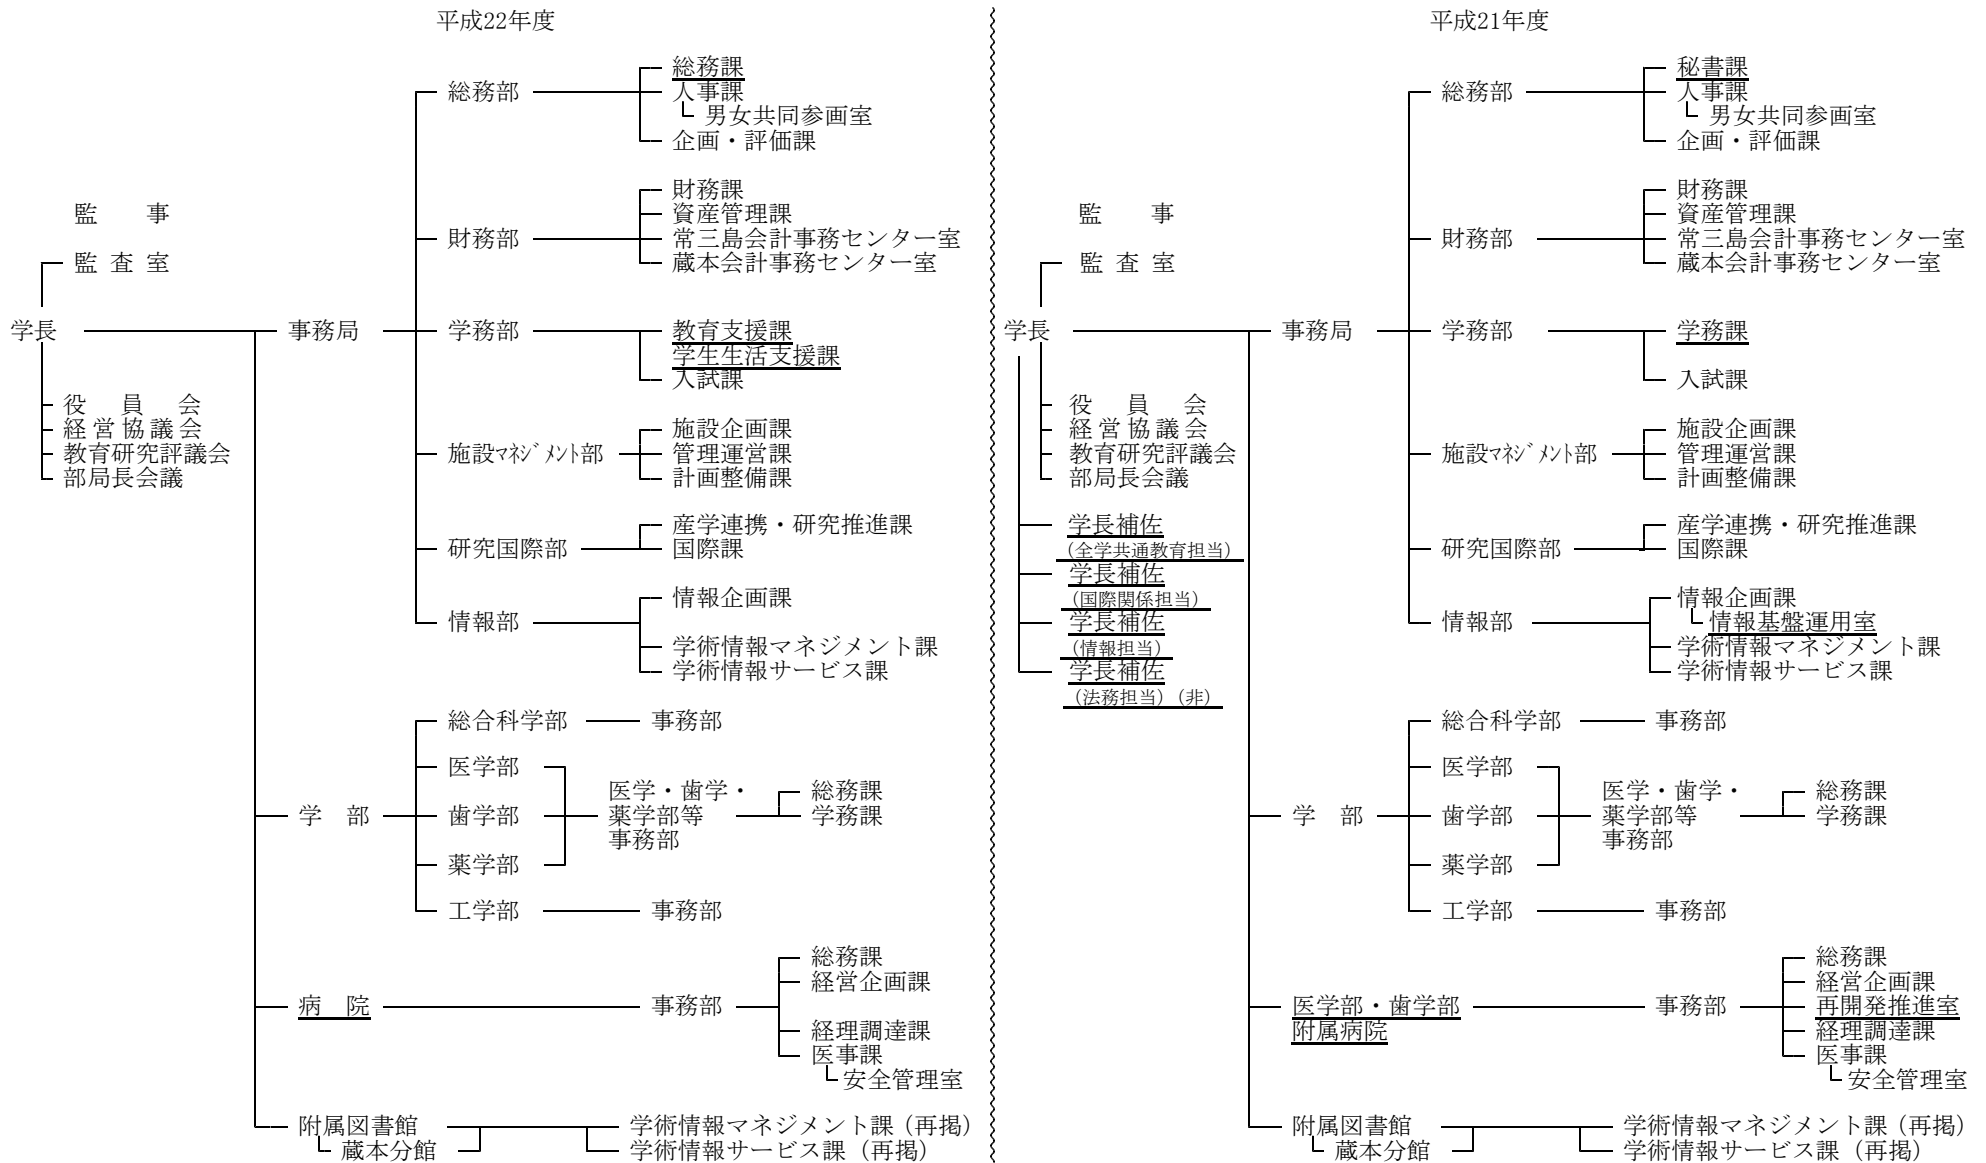 平成22年度
総務課
総務部
人事課
男女共同参画室
企画・評価課
財務課
監　事
資産管理課
財務部
常三島会計事務センター室
監査室
蔵本会計事務センター室
学長
事務局
学務部
教育支援課
学生生活支援課
入試課
役員会
経営協議会
教育研究評議会
部局長会議
施設企画課
施設マネジメント部
管理運営課
計画整備課
産学連携・研究推進課
研究国際部
国際課
情報企画課
情報部
学術情報マネジメント課
学術情報サービス課
総合科学部
事務部
医学部
医学・歯学・
総務課
学　部
歯学部
薬学部等
学務課
事務部
薬学部
工学部
事務部
総務課
経営企画課
病　院
事務部
経理調達課
医事課
安全管理室
附属図書館
学術情報マネジメント課（再掲）
蔵本分館
学術情報サービス課（再掲）
平成21年度
秘書課
総務部
人事課
男女共同参画室
企画・評価課
財務課
監　事
資産管理課
財務部
常三島会計事務センター室
監査室
蔵本会計事務センター室
学長
事務局
学務部
学務課
入試課
役員会
経営協議会
教育研究評議会
部局長会議
施設企画課
施設マネジメント部
管理運営課
計画整備課
学長補佐
（全学共通教育担当）
学長補佐
（国際関係担当）
学長補佐
（情報担当）
学長補佐
（法務担当）（非）
産学連携・研究推進課
研究国際部
国際課
情報企画課
情報部
情報基盤運用室
学術情報マネジメント課
学術情報サービス課
総合科学部
事務部
医学部
医学・歯学・
総務課
学　部
歯学部
薬学部等
学務課
事務部
薬学部
工学部
事務部
総務課
経営企画課
医学部・歯学部
附属病院
事務部
再開発推進室
経理調達課
医事課
安全管理室
附属図書館
学術情報マネジメント課（再掲）
蔵本分館
学術情報サービス課（再掲）